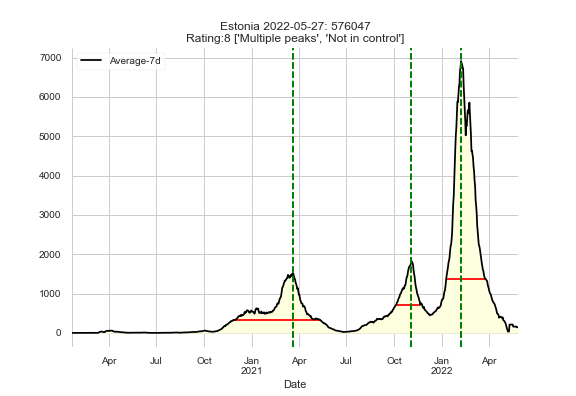 Estonia 2022-05-27: 576047
Rating:8 ['Multiple peaks', 'Not in control']
Average-7d
7000
6000
5000
4000
3000
2000
1000
0
Apr Jul Oct Jan Apr Jul Oct Jan Apr
2021 2022
Date